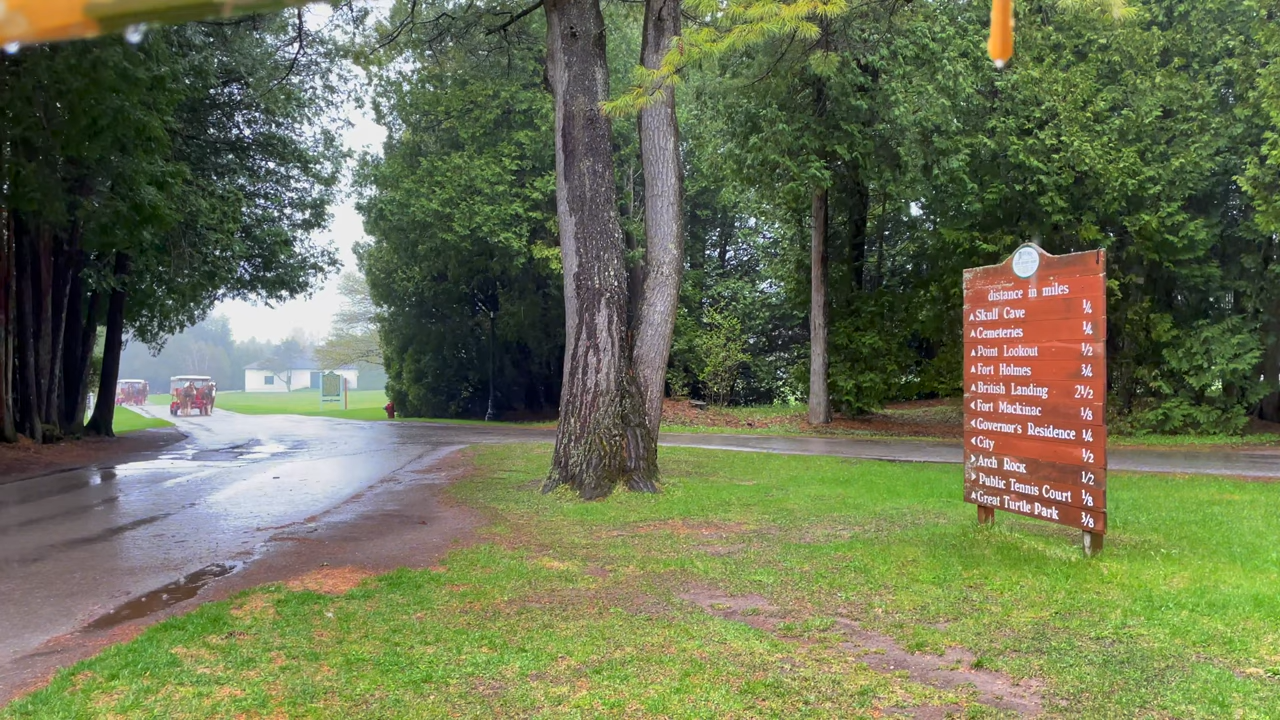 distance in miles
▲ Skull Cave ¼
▲ Cemeteries ¼
▲ Point Lookout ½
▲ Fort Holmes ¾
▲ British Landing 2½
◄ Fort Mackinac ⅛
◄ Governor's Residence ¼
◄ City ½
► Arch Rock ½
► Public Tennis Court ⅛
▲ Great Turtle Park ⅜